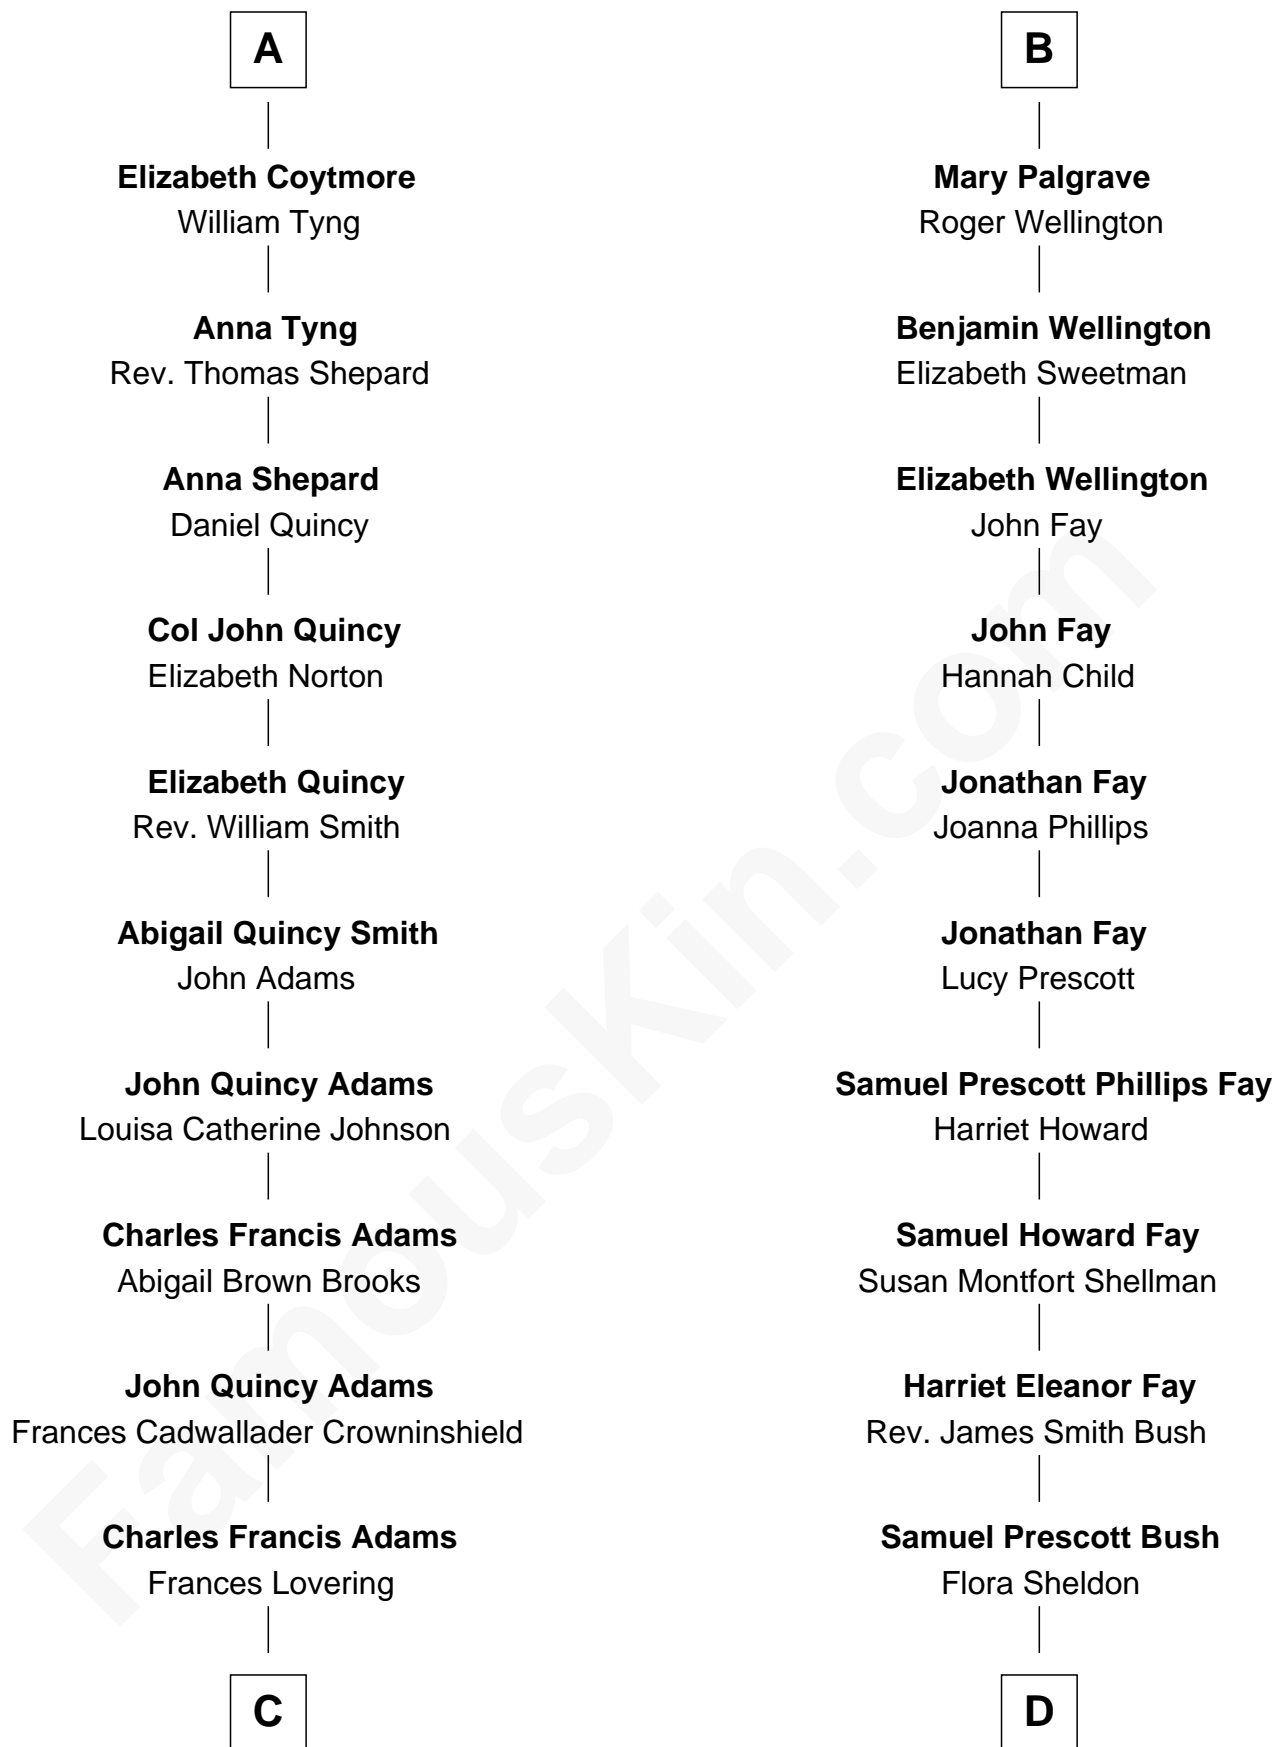 A
Elizabeth Coytmore
William Tyng
Anna Tyng
Rev. Thomas Shepard
Anna Shepard
Daniel Quincy
Col John Quincy
Elizabeth Norton
Elizabeth Quincy
Rev. William Smith
Abigail Quincy Smith
John Adams
John Quincy Adams
Louisa Catherine Johnson
Charles Francis Adams
Abigail Brown Brooks
John Quincy Adams
Frances Cadwallader Crowninshield
Charles Francis Adams
Frances Lovering
C
B
Mary Palgrave
Roger Wellington
Benjamin Wellington
Elizabeth Sweetman
Elizabeth Wellington
John Fay
John Fay
Hannah Child
Jonathan Fay
Joanna Phillips
Jonathan Fay
Lucy Prescott
Samuel Prescott Phillips Fay
Harriet Howard
Samuel Howard Fay
Susan Montfort Shellman
Harriet Eleanor Fay
Rev. James Smith Bush
Samuel Prescott Bush
Flora Sheldon
D
FamousKin.com